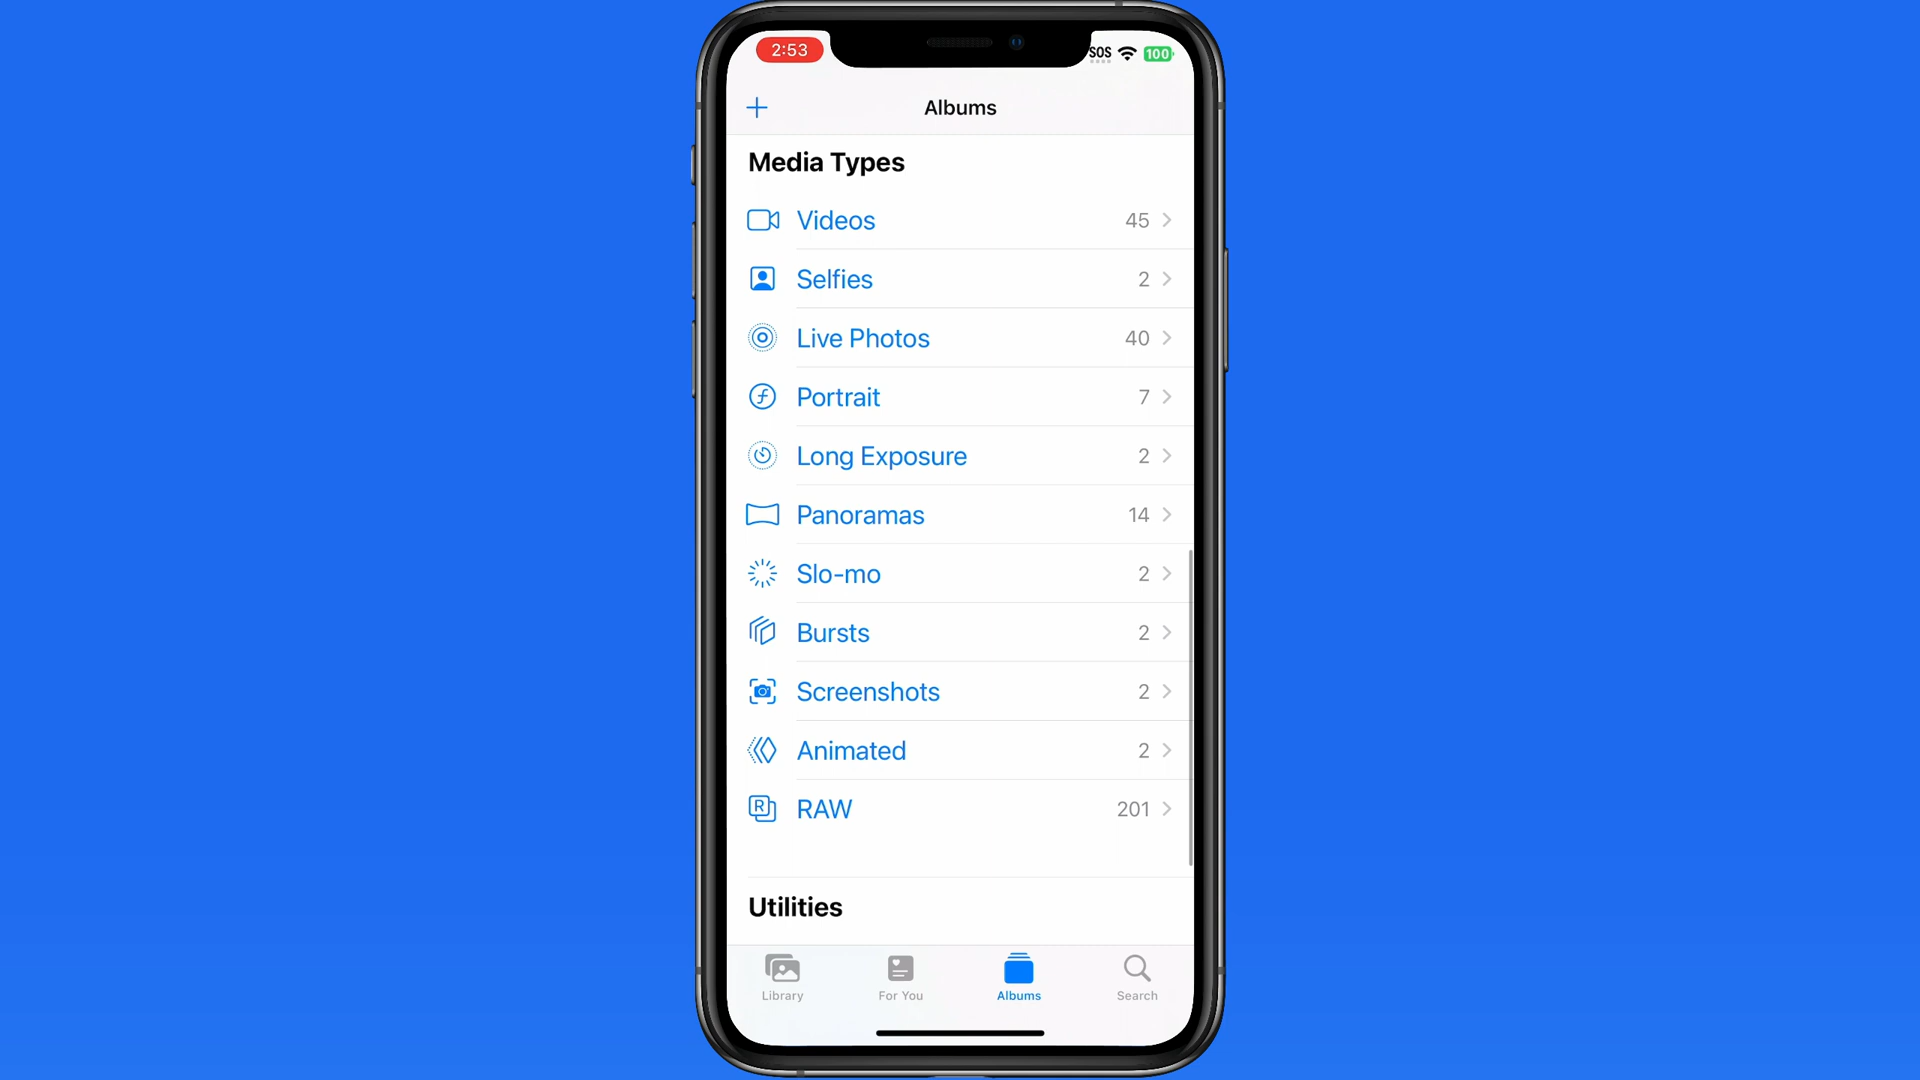 2:53
SOS
100
Albums
Media Types
Videos 45
Selfies 2
Live Photos 40
Portrait 7
Long Exposure 2
Panoramas 14
Slo-mo 2
Bursts 2
Screenshots 2
Animated 2
RAW 201
Utilities
Library
For You
Albums
Search